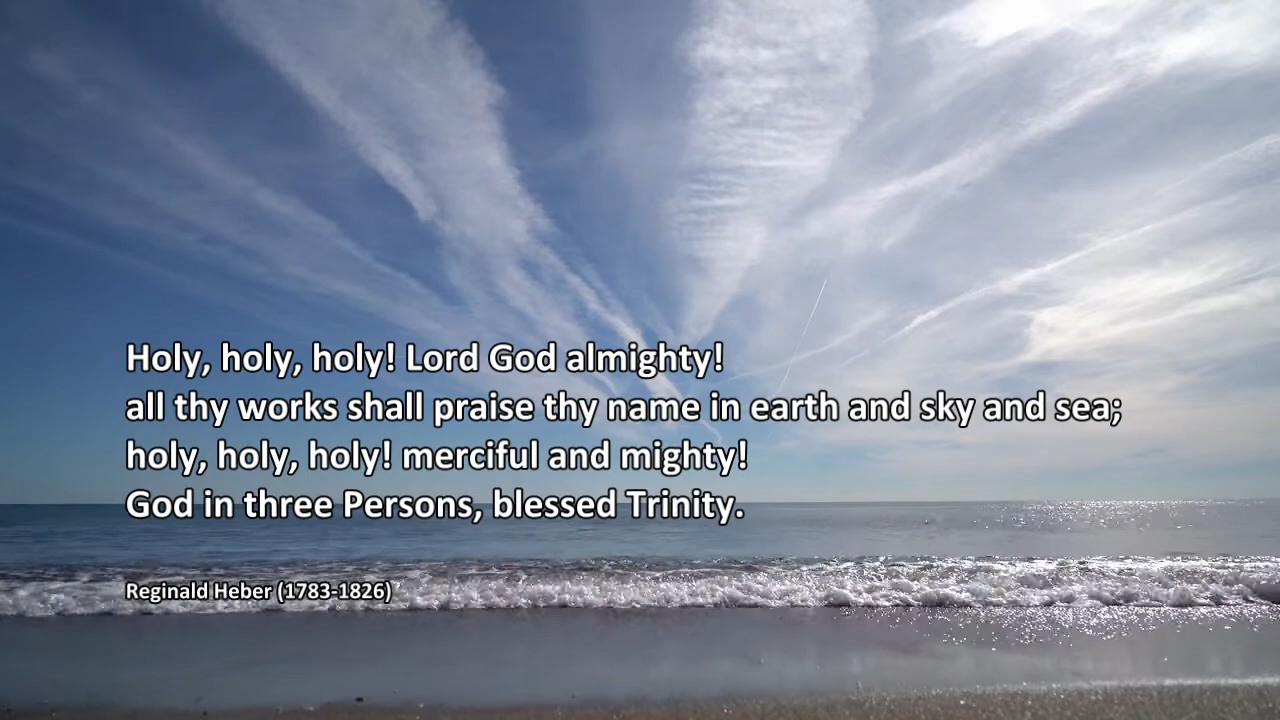 Holy, holy, holy! Lord God almighty!
all thy works shall praise thy name in earth and sky and sea;
holy, holy, holy! merciful and mighty!
God in three Persons, blessed Trinity.
Reginald Heber (1783-1826)